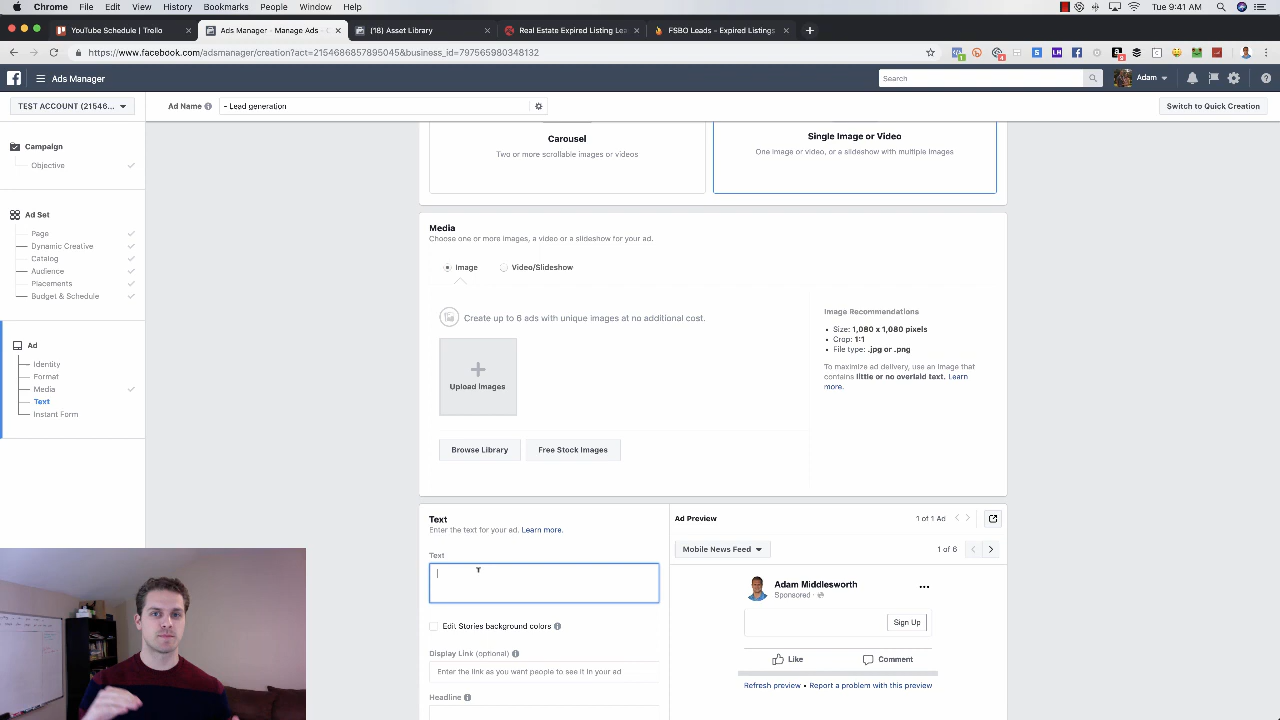 Chrome File Edit View History Bookmarks People Window Help
Tue 9:41 AM
YouTube Schedule | Trello
Ads Manager - Manage Ads - C
(18) Asset Library
Real Estate Expired Listing Lea
FSBO Leads – Expired Listings
https://www.facebook.com/adsmanager/creation?act=2154686857895045&business_id=797565980348132
Ads Manager
Search
Adam
TEST ACCOUNT (21546...
Ad Name
- Lead generation
Switch to Quick Creation
Campaign
Objective
Ad Set
Page
Dynamic Creative
Catalog
Audience
Placements
Budget & Schedule
Ad
Identity
Format
Media
Text
Instant Form
Carousel
Two or more scrollable images or videos
Single Image or Video
One image or video, or a slideshow with multiple images
Media
Choose one or more images, a video or a slideshow for your ad.
Image
Video/Slideshow
Create up to 6 ads with unique images at no additional cost.
Upload Images
Image Recommendations
• Size: 1,080 x 1,080 pixels
• Crop: 1:1
• File type: .jpg or .png
To maximize ad delivery, use an image that
contains little or no overlaid text. Learn
more.
Browse Library
Free Stock Images
Text
Enter the text for your ad. Learn more.
Text
Edit Stories background colors
Display Link (optional)
Enter the link as you want people to see it in your ad
Headline
Ad Preview
1 of 1 Ad
Mobile News Feed
1 of 6
Adam Middlesworth
Sponsored ·
Sign Up
Like
Comment
Refresh preview • Report a problem with this preview